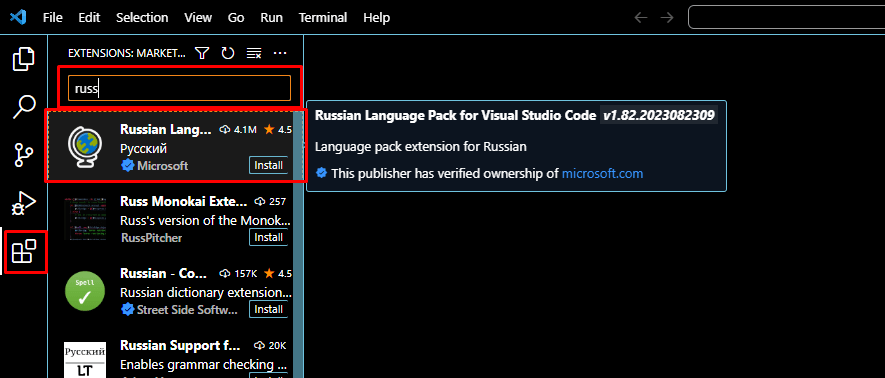 File Edit Selection View Go Run Terminal Help
EXTENSIONS: MARKET...
russ
Russian Lang... 4.1M 4.5
Русский
Microsoft Install
Russian Language Pack for Visual Studio Code v1.82.2023082309
Language pack extension for Russian
This publisher has verified ownership of microsoft.com
Russ Monokai Exte... 257
Russ's version of the Monok...
RussPitcher Install
Spell
Russian - Co... 157K 4.5
Russian dictionary extension...
Street Side Softw... Install
Русский
LT
Russian Support f... 20K
Enables grammar checking ...